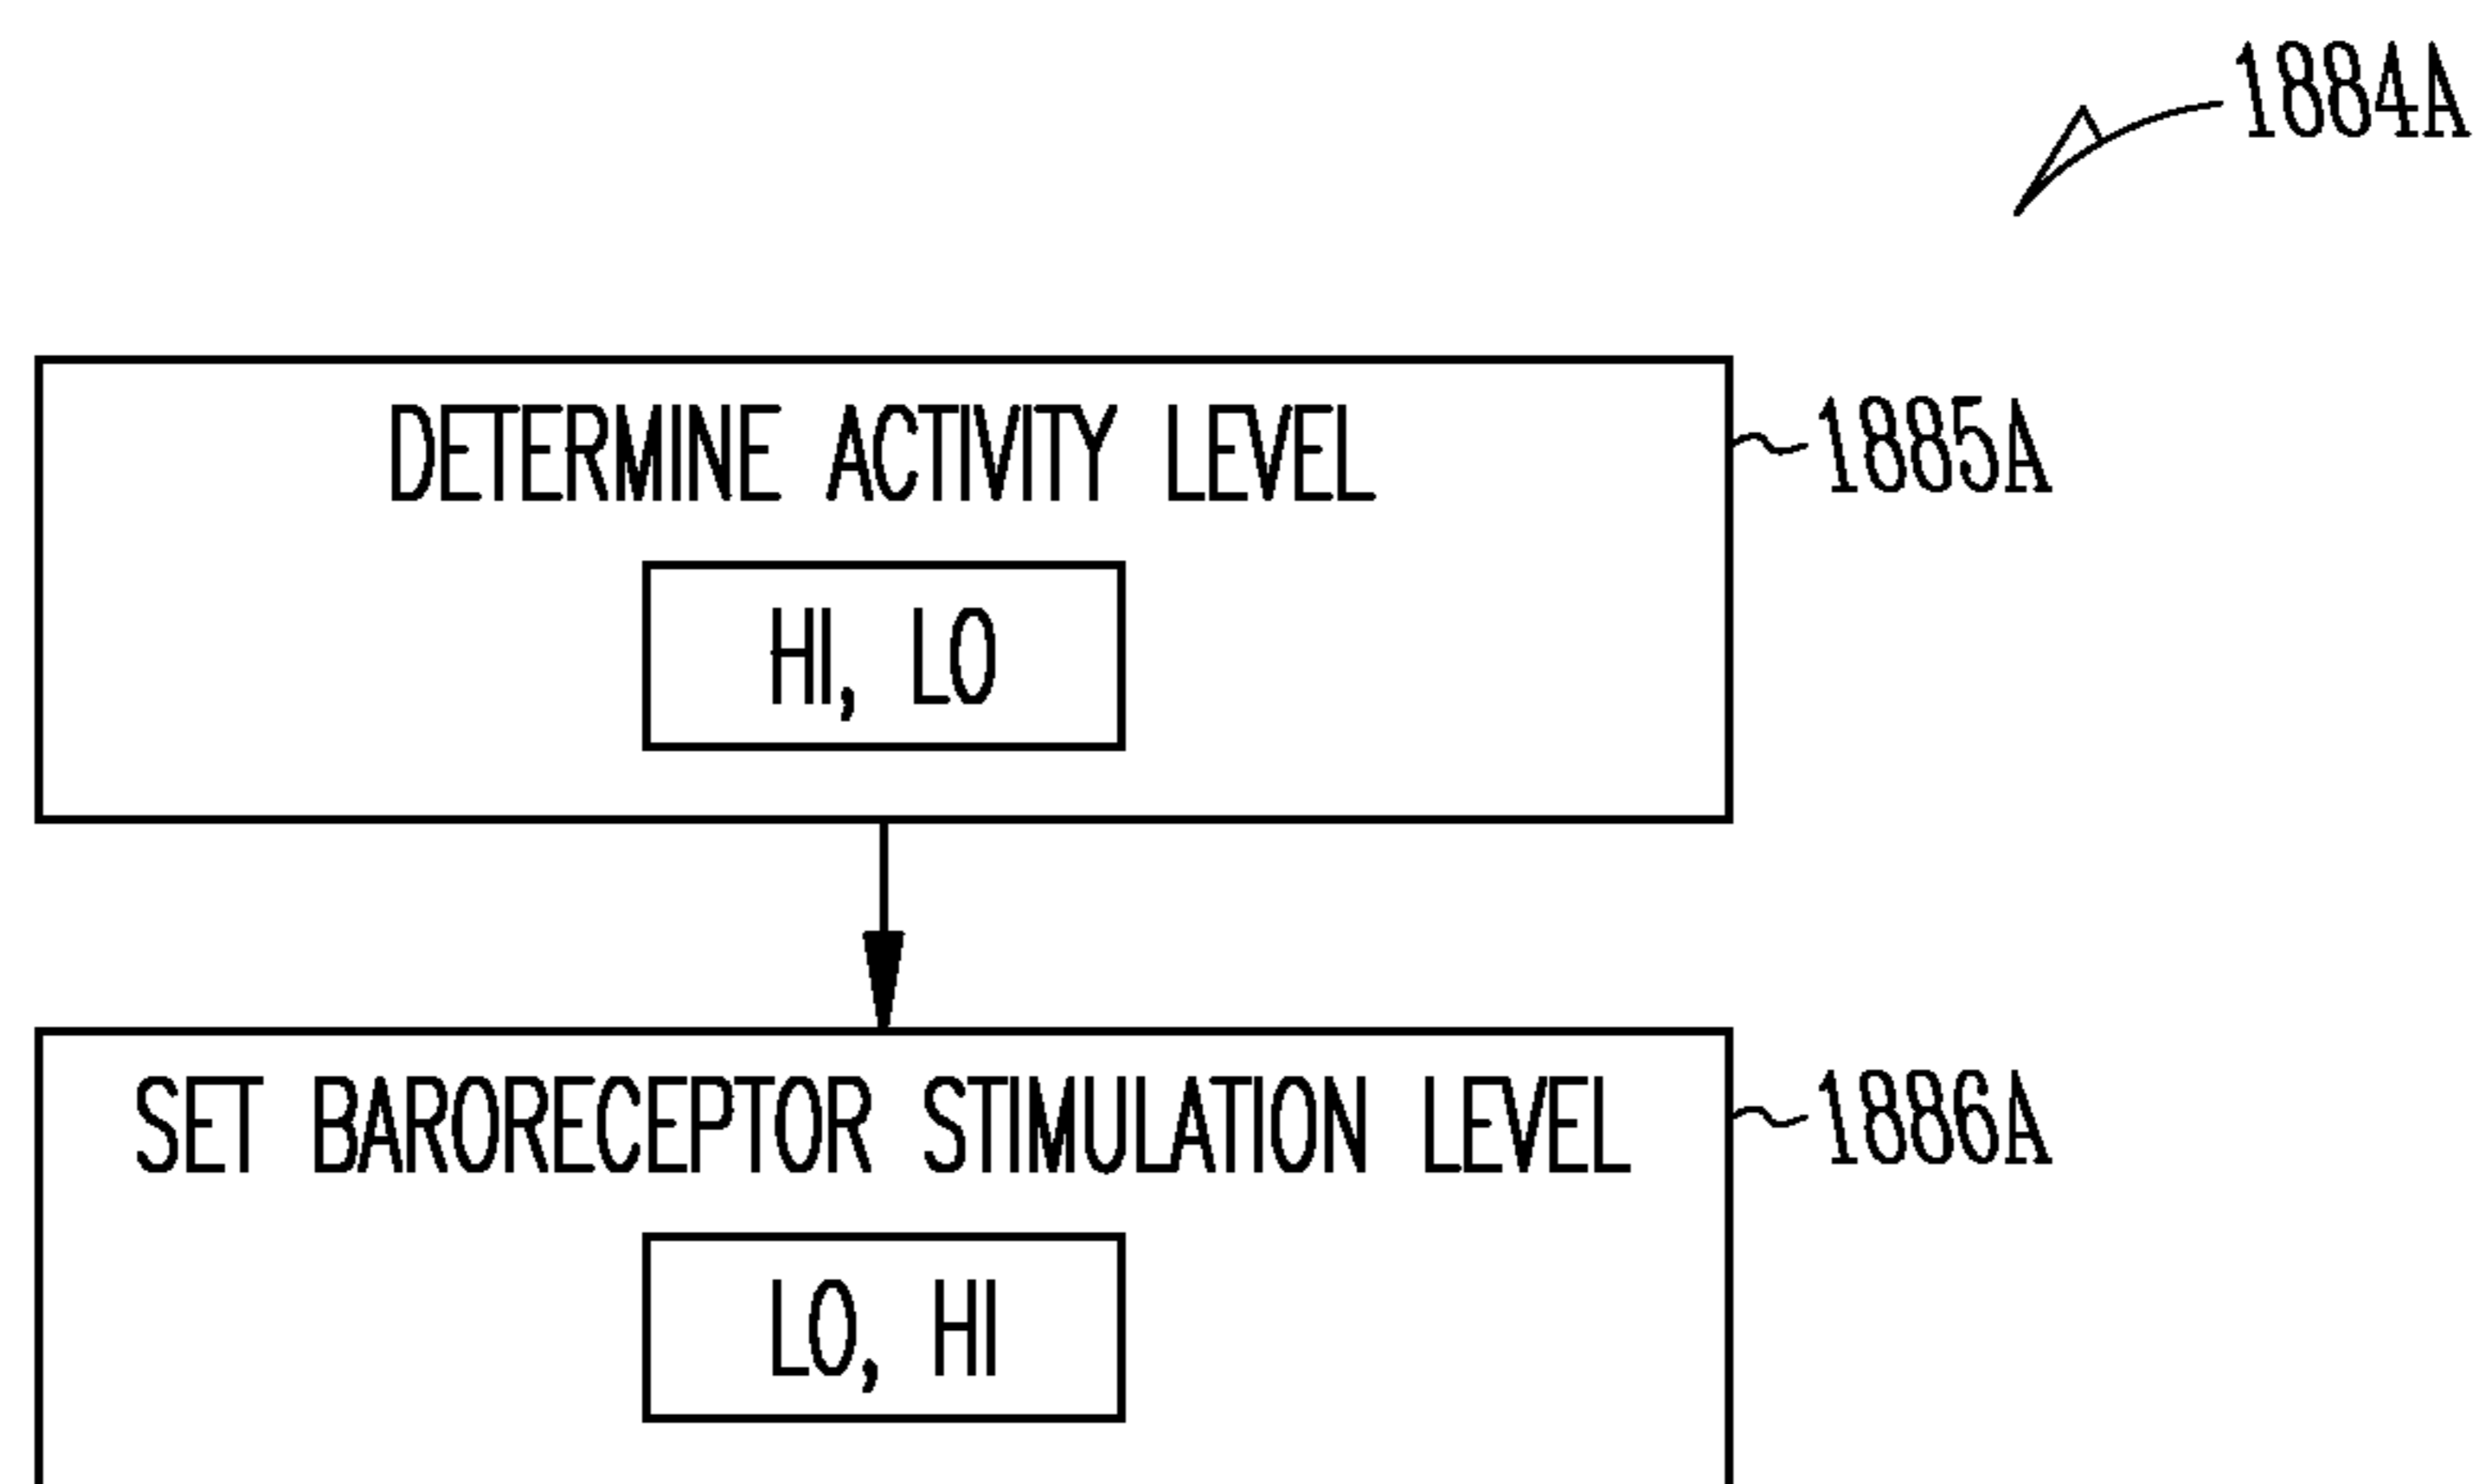 1884A
DETERMINE ACTIVITY LEVEL
1885A
HI, LO
SET BARORECEPTOR STIMULATION LEVEL
1886A
LO, HI